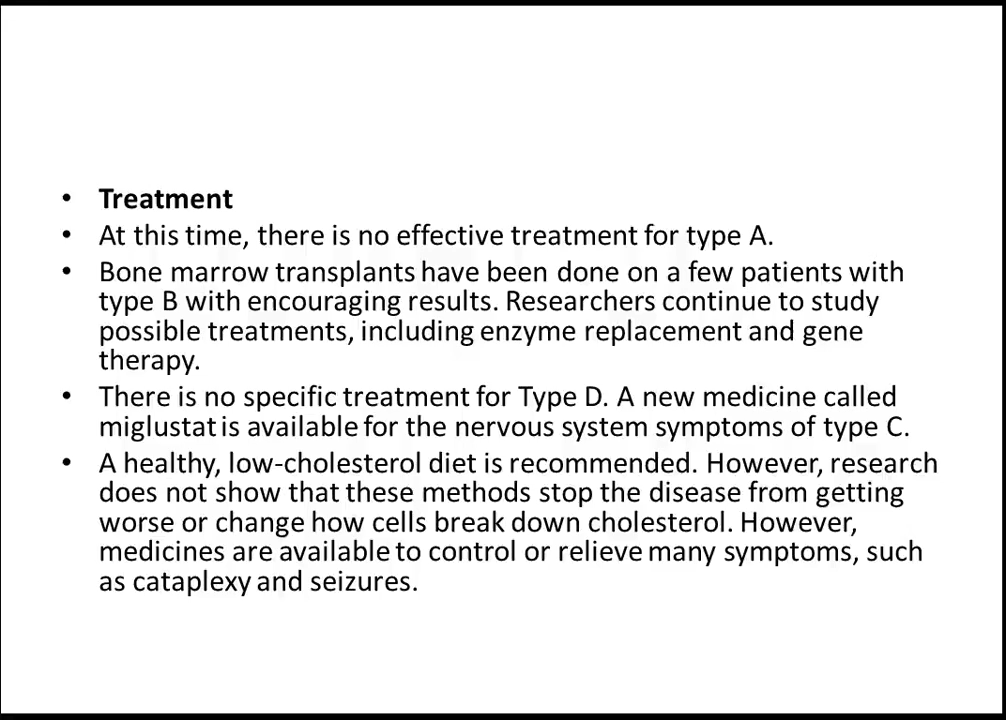 • Treatment
• At this time, there is no effective treatment for type A.
• Bone marrow transplants have been done on a few patients with
type B with encouraging results. Researchers continue to study
possible treatments, including enzyme replacement and gene
therapy.
• There is no specific treatment for Type D. A new medicine called
miglustat is available for the nervous system symptoms of type C.
• A healthy, low-cholesterol diet is recommended. However, research
does not show that these methods stop the disease from getting
worse or change how cells break down cholesterol. However,
medicines are available to control or relieve many symptoms, such
as cataplexy and seizures.